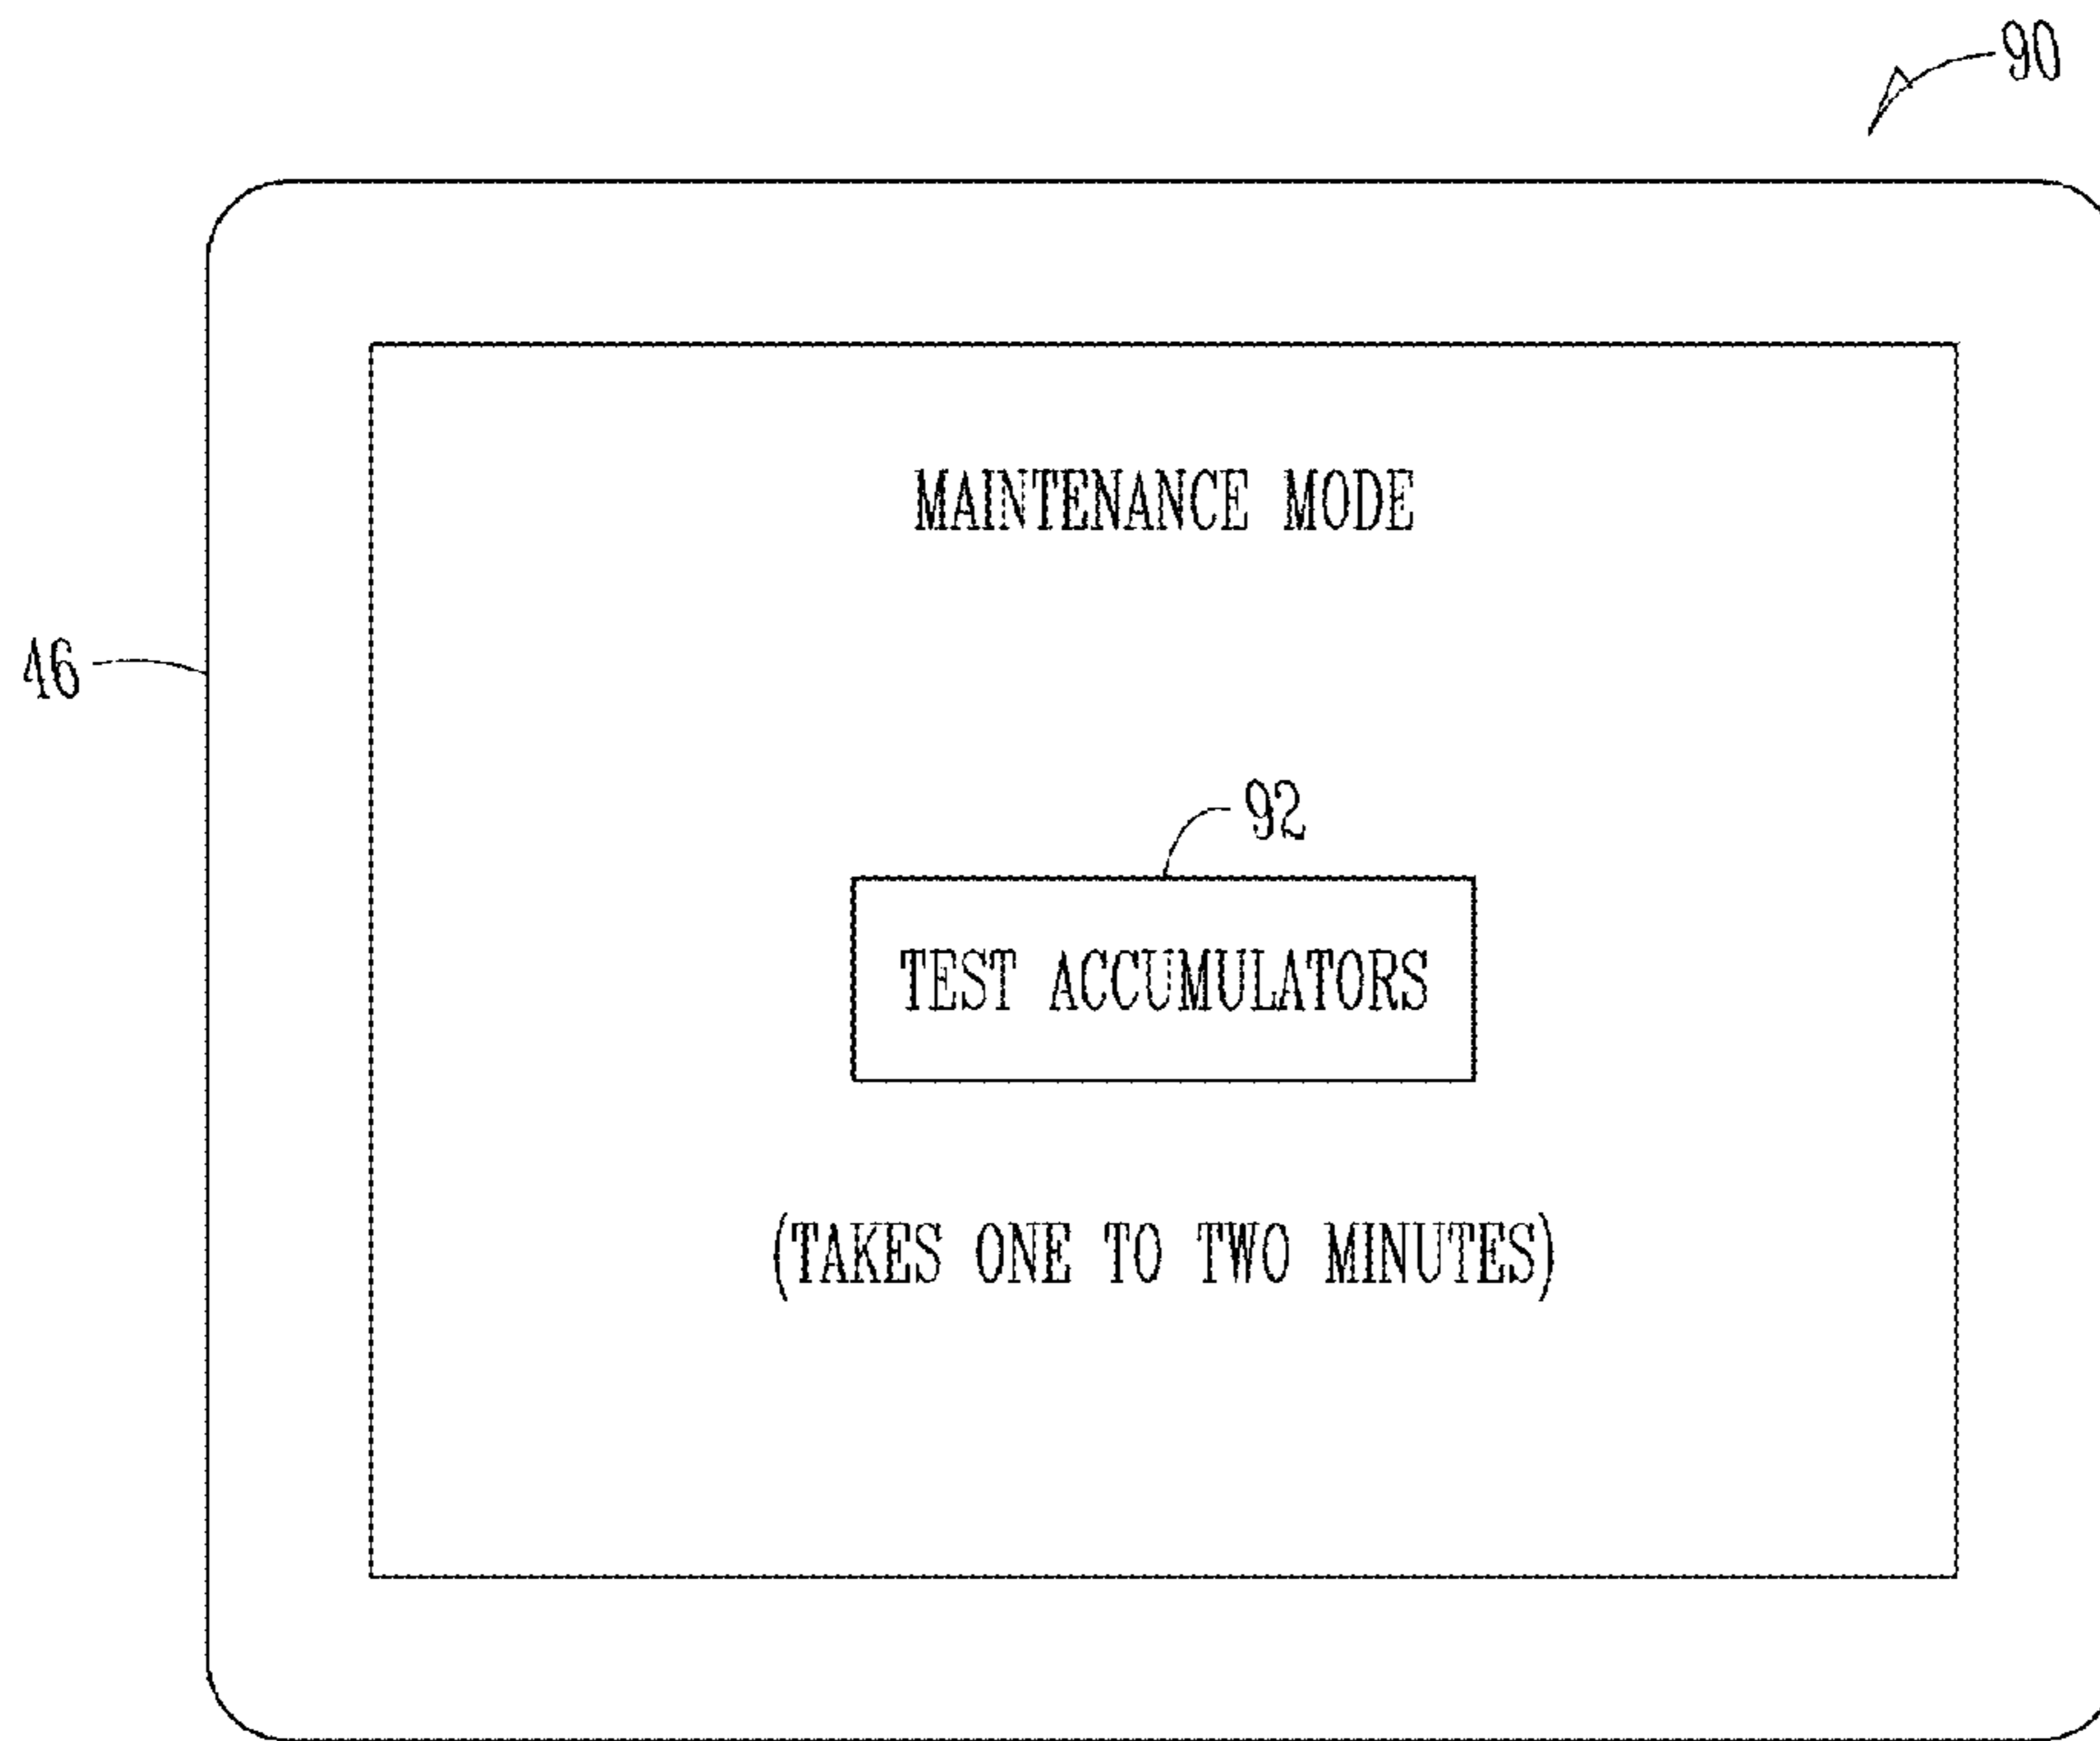 90
MAINTENANCE MODE
46
92
TEST ACCUMULATORS
(TAKES ONE TO TWO MINUTES)